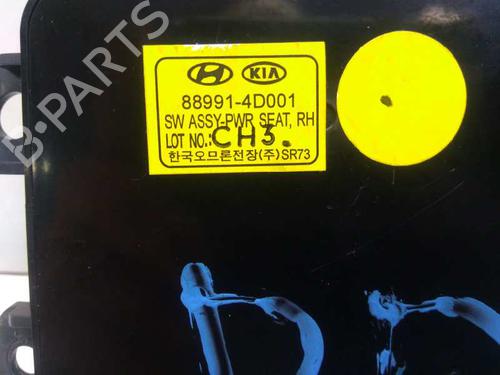 KIA
88991-4D001
SW ASSY-PWR SEAT, RH
LOT NO.: CH3.
한국오므론전장(주)SR73